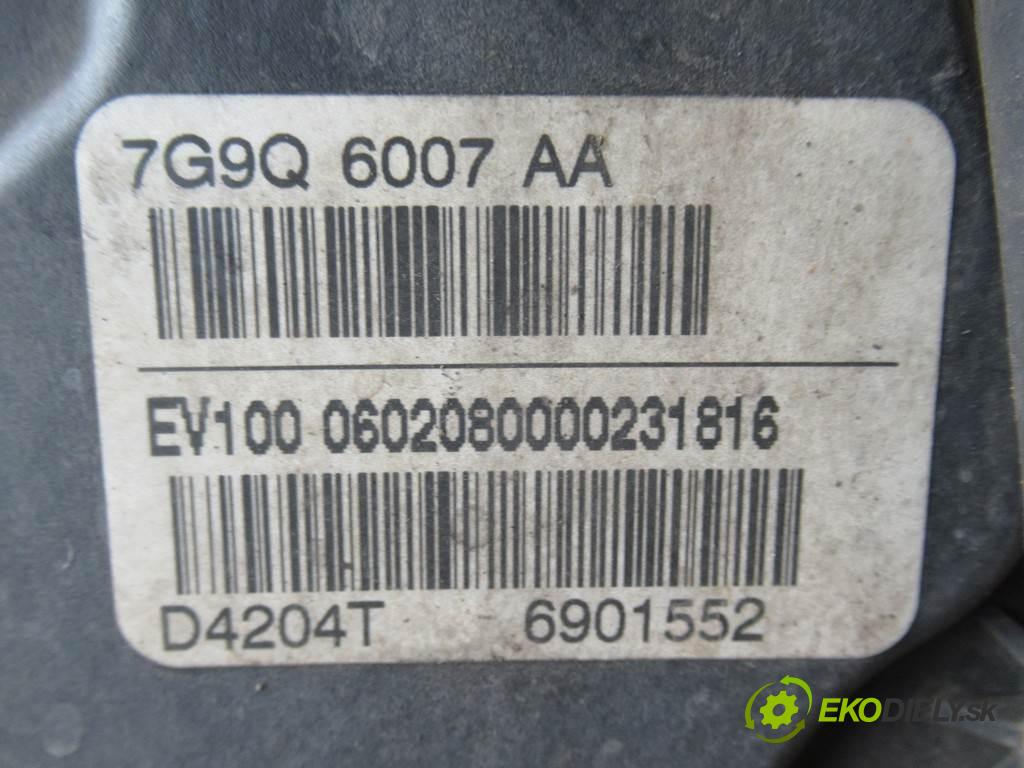 7G9Q 6007 AA
EV100 0602080000231816
D4204T 6901552
EKODIELY.sk